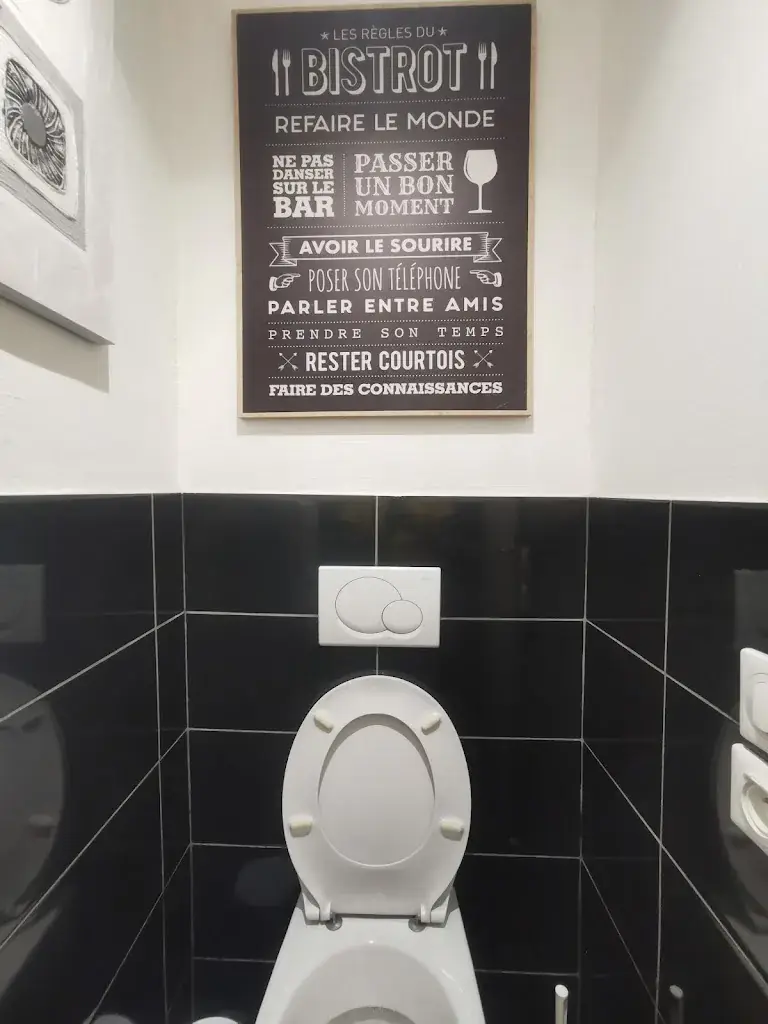 ★ LES RÈGLES DU ★
BISTROT
REFAIRE LE MONDE
NE PAS
DANSER
SUR LE
BAR
PASSER
UN BON
MOMENT
AVOIR LE SOURIRE
POSER SON TÉLÉPHONE
PARLER ENTRE AMIS
PRENDRE SON TEMPS
RESTER COURTOIS
FAIRE DES CONNAISSANCES